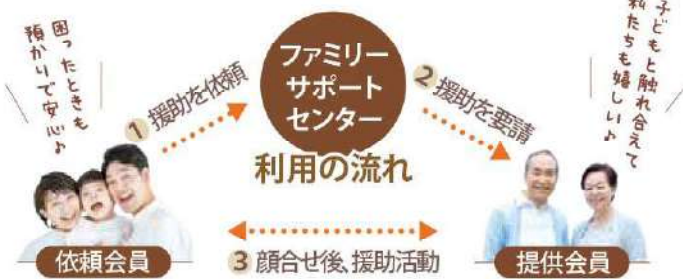 困ったときも
預かりで安心♪
子どもと触れ合えて
私たちも嬉しい♪
ファミリー
サポート
センター
利用の流れ
1 援助を依頼
2 援助を要請
依頼会員
3 顔合せ後、援助活動
提供会員